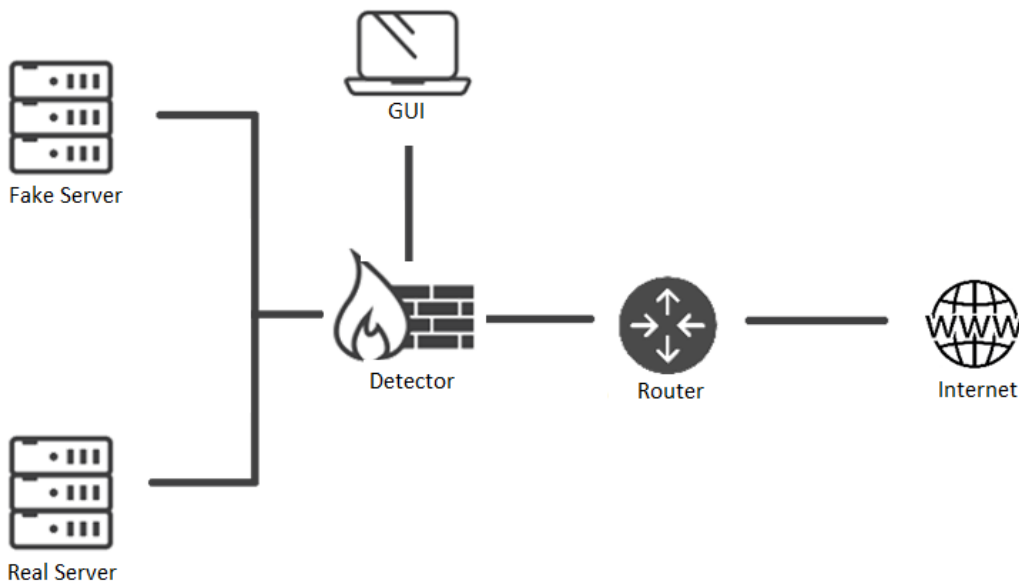 GUI
Fake Server
Detector
Router
WWW
Internet
Real Server